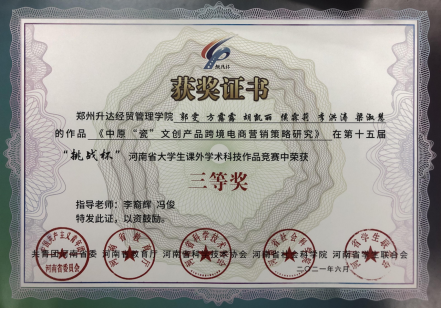 挑战杯
获奖证书
郑州升达经贸管理学院 郭雯 方露露 胡凯丽 侯霖莉 李洪涛 梁淑慧
的作品《中原“瓷”文创产品跨境电商营销策略研究》在第十五届
“挑战杯”河南省大学生课外学术科技作品竞赛中荣获
三等奖
指导老师：李裔辉 冯俊
特发此证，以资鼓励。
共青团河南省委 河南省教育厅 河南省科学技术协会 河南省社会科学院 河南省学生联合会
二〇二一年六月